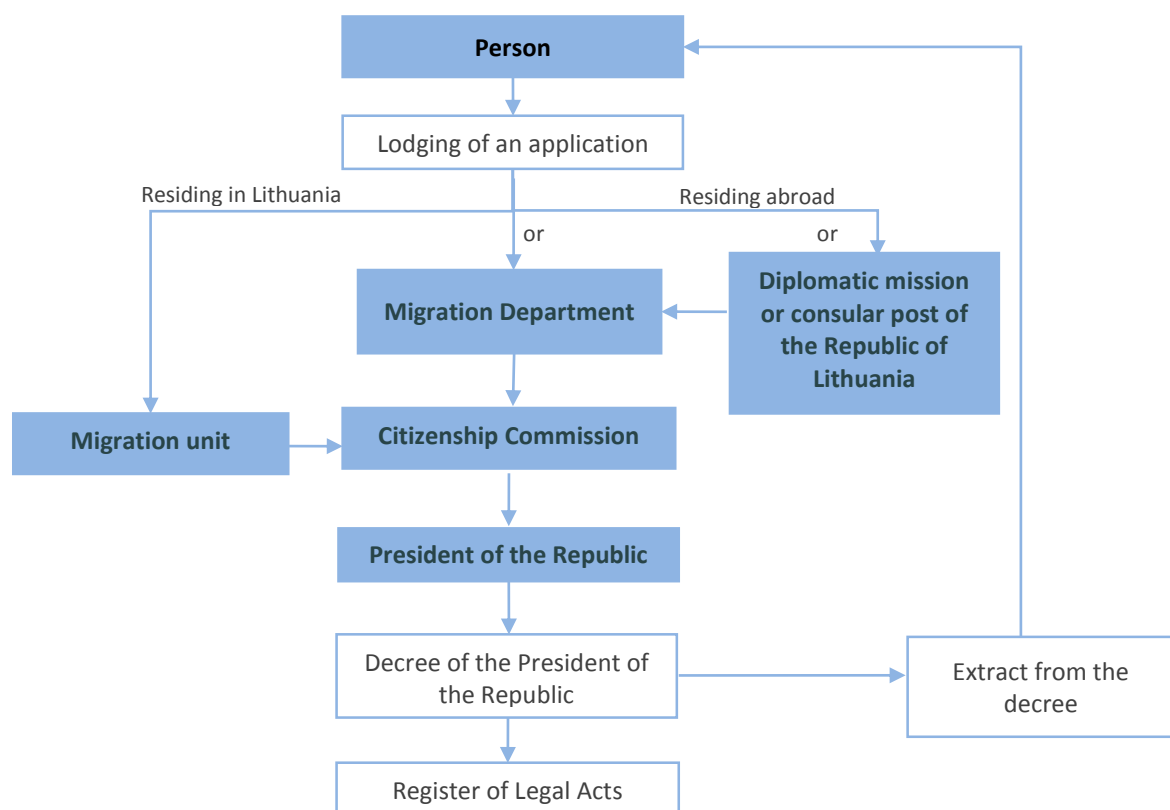 Person
Lodging of an application
Residing in Lithuania
Residing abroad
or
or
Migration Department
Diplomatic mission
or consular post of
the Republic of
Lithuania
Migration unit
Citizenship Commission
President of the Republic
Decree of the President of
the Republic
Extract from the
decree
Register of Legal Acts